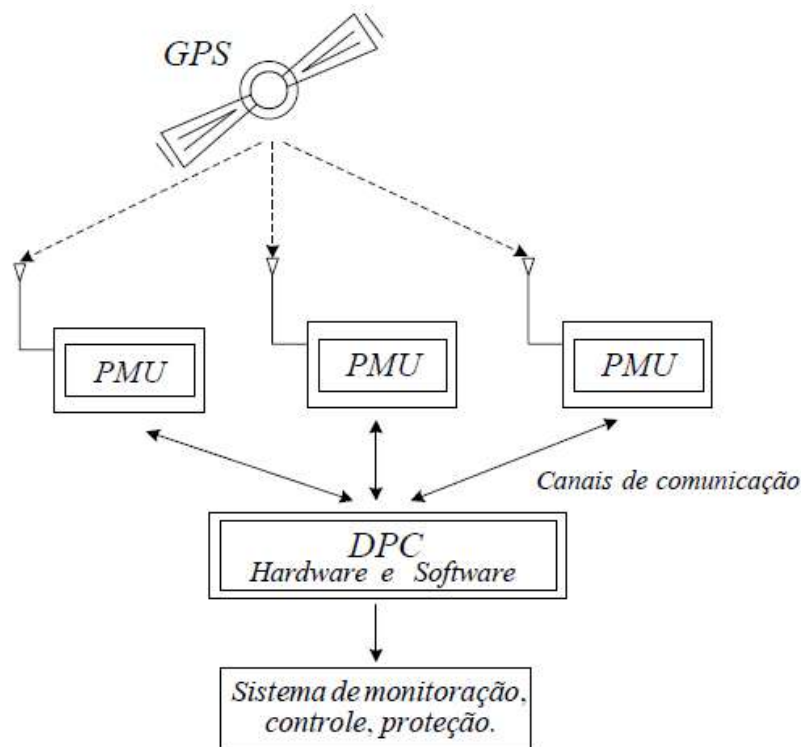 GPS
PMU
PMU
PMU
Canais de comunicação
DPC
Hardware e Software
Sistema de monitoração,
controle, proteção.